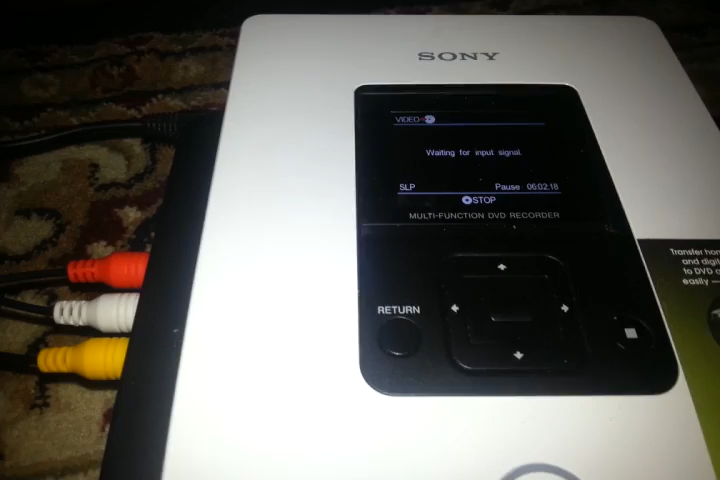 SONY
VIDEO
Waiting for input signal.
SLP Pause 06:02.18
STOP
MULTI-FUNCTION DVD RECORDER
RETURN
Transfer
and digit
to DVD
easily —